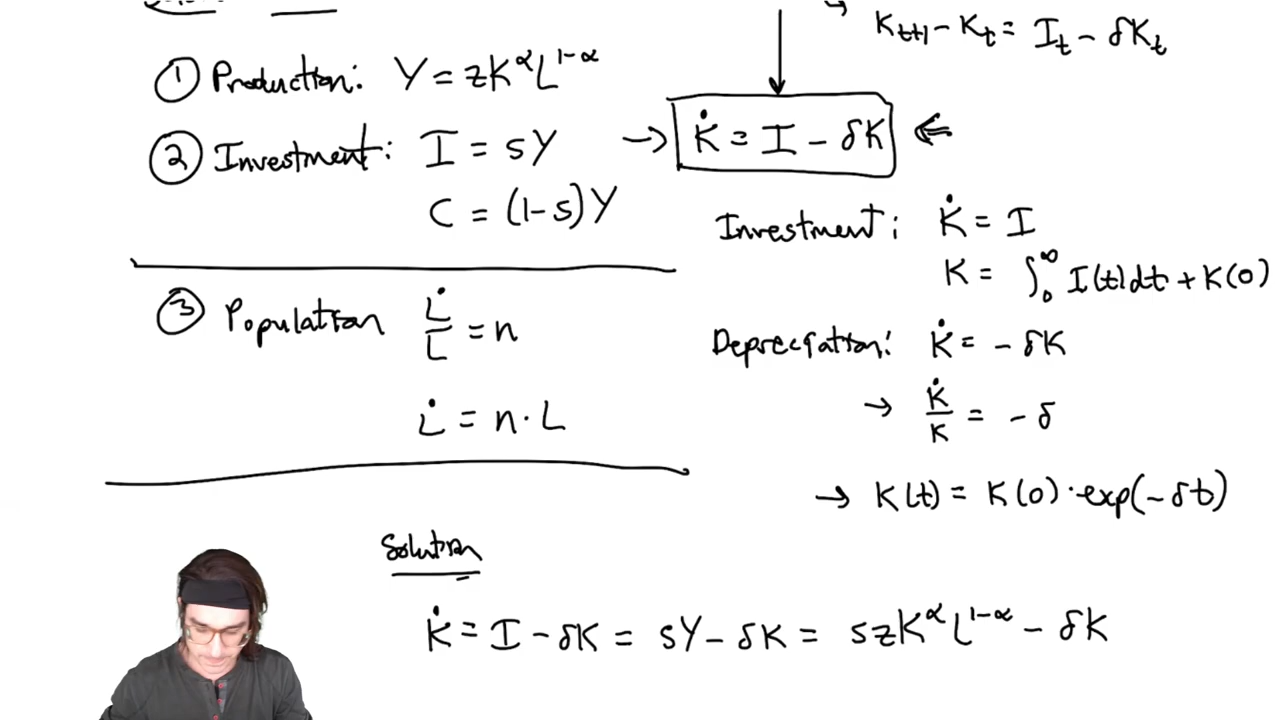 ① Production: Y = zK^α L^{1-α}
② Investment: I = sY
C = (1-s)Y
③ Population L̇/L = n
L̇ = n · L
K_{t+1} - K_t = I_t - δK_t
→ K̇ = I - δK ⇐
Investment: K̇ = I
K = ∫_0^∞ I(t)dt + K(0)
Depreciation: K̇ = - δK
→ K̇/K = - δ
→ K(t) = K(0) · exp(-δt)
Solution
K̇ = I - δK = sY - δK = szK^α L^{1-α} - δK